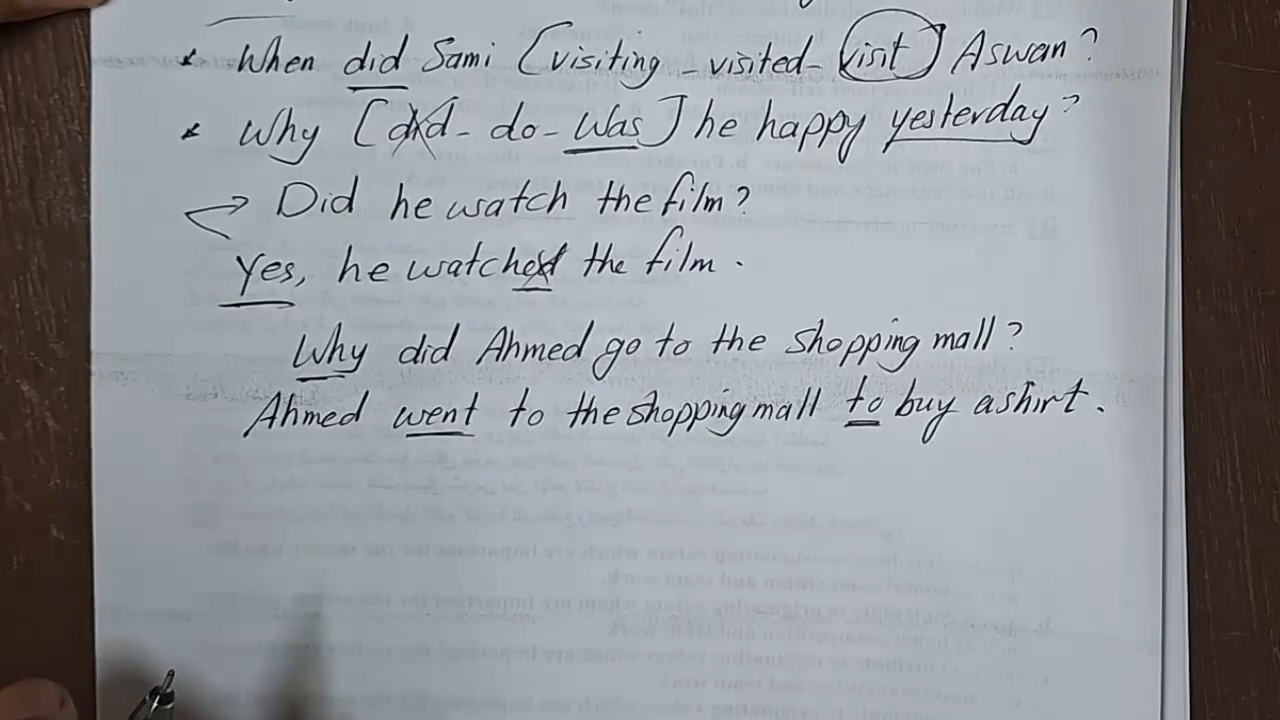 * When did Sami [visiting - visited - visit] Aswan?
* Why [did - do - was] he happy yesterday?
Did he watch the film?
Yes, he watched the film.
Why did Ahmed go to the shopping mall?
Ahmed went to the shopping mall to buy a shirt.